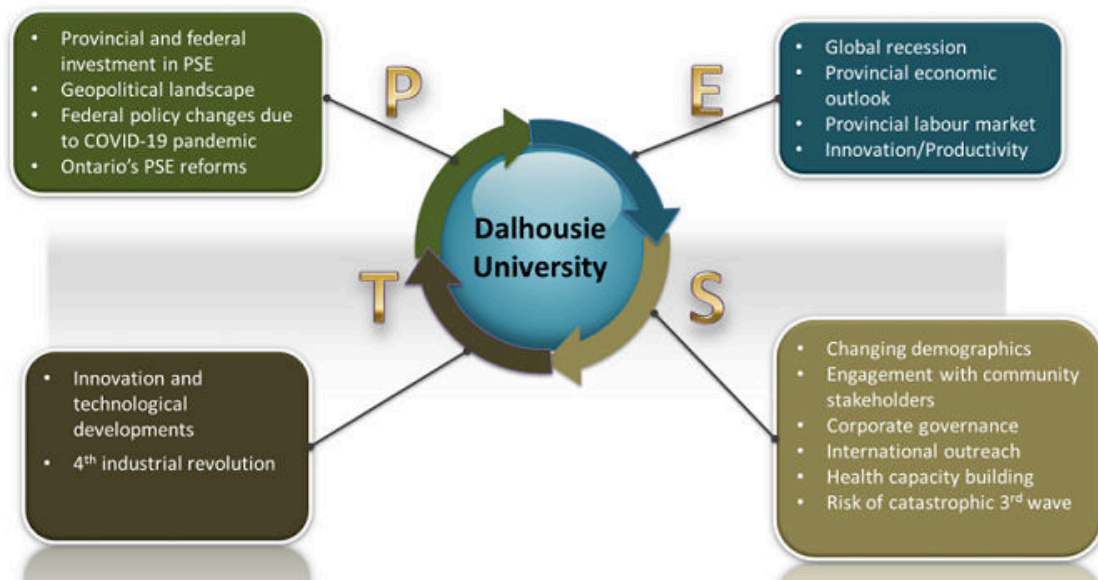 • Provincial and federal
investment in PSE
• Geopolitical landscape
• Federal policy changes due
to COVID-19 pandemic
• Ontario's PSE reforms
P
E
• Global recession
• Provincial economic
outlook
• Provincial labour market
• Innovation/Productivity
Dalhousie
University
T
S
• Innovation and
technological
developments
• 4th industrial revolution
• Changing demographics
• Engagement with community
stakeholders
• Corporate governance
• International outreach
• Health capacity building
• Risk of catastrophic 3rd wave